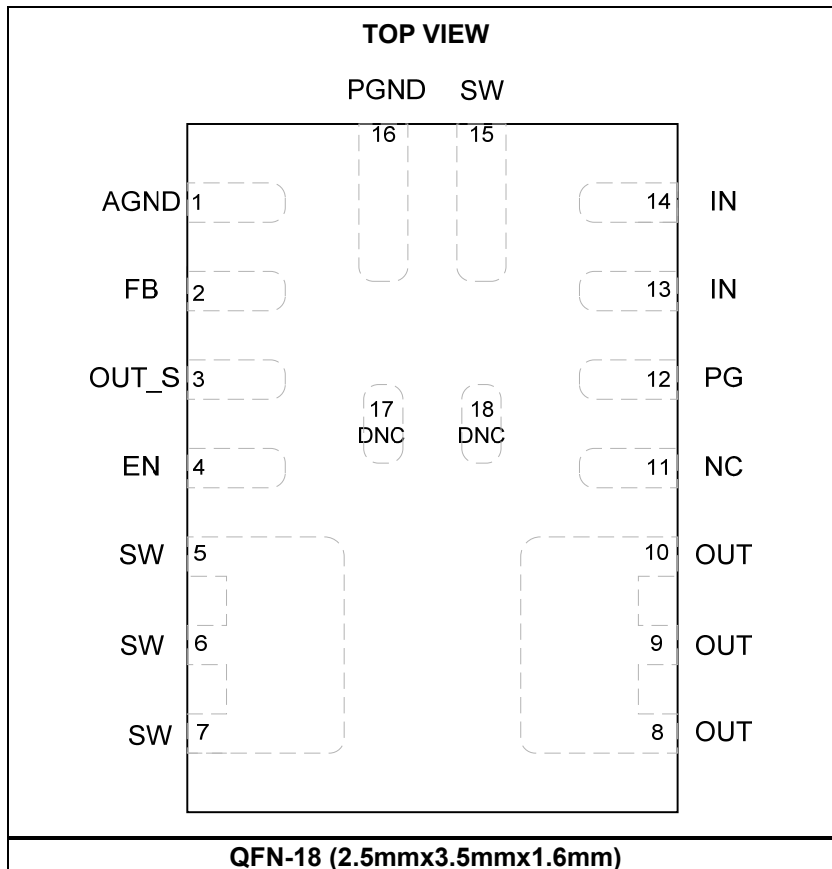 TOP VIEW
PGND SW
16 15
AGND 1 14 IN
FB 2 13 IN
OUT_S 3 12 PG
17 18
DNC DNC
EN 4 11 NC
SW 5 10 OUT
SW 6 9 OUT
SW 7 8 OUT
QFN-18 (2.5mmx3.5mmx1.6mm)